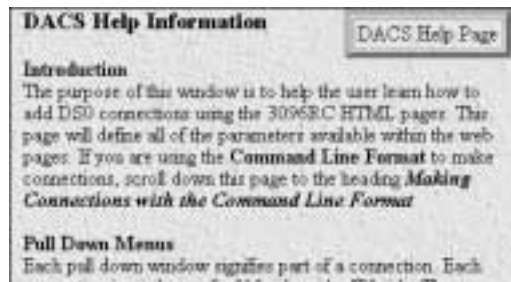 DACS Help Information
DACS Help Page
Introduction
The purpose of this window is to help the user learn how to
add DS0 connections using the 3096RC HTML pages. This
page will define all of the parameters available within the web
pages. If you are using the Command Line Format to make
connections, scroll down this page to the heading Making
Connections with the Command Line Format
Pull Down Menus
Each pull down window signifies part of a connection. Each